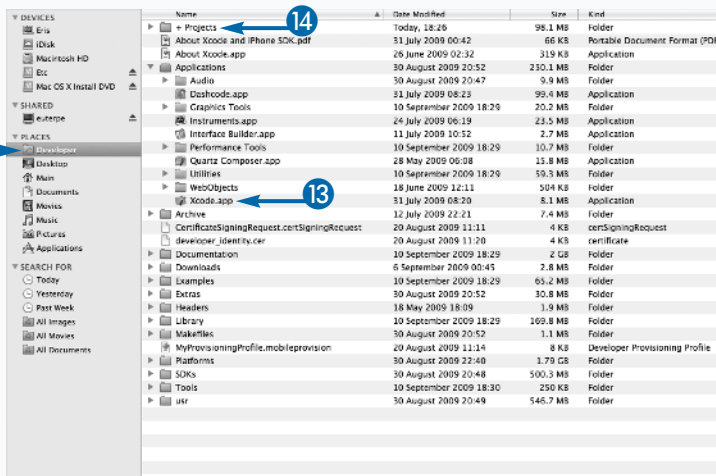 Name Date Modified Size Kind
▼ DEVICES
Eris
iDisk
Macintosh HD
Etc
Mac OS X Install DVD
▼ SHARED
euterpe
▼ PLACES
Developer
Desktop
Main
Documents
Movies
Music
Pictures
Applications
▼ SEARCH FOR
Today
Yesterday
Past Week
All Images
All Movies
All Documents
+ Projects 14 Today, 18:26 98.1 MB Folder
About Xcode and iPhone SDK.pdf 31 July 2009 00:42 66 KB Portable Document Format (PDF
About Xcode.app 26 June 2009 02:32 319 KB Application
Applications 30 August 2009 20:52 250.1 MB Folder
Audio 30 August 2009 20:47 9.9 MB Folder
Dashcode.app 31 July 2009 08:23 99.4 MB Application
Graphics Tools 10 September 2009 18:29 20.2 MB Folder
Instruments.app 24 July 2009 06:19 23.5 MB Application
Interface Builder.app 11 July 2009 10:52 2.7 MB Application
Performance Tools 10 September 2009 18:29 10.7 MB Folder
Quartz Composer.app 28 May 2009 06:08 15.8 MB Application
Utilities 10 September 2009 18:29 59.3 MB Folder
WebObjects 18 June 2009 12:11 504 KB Folder
Xcode.app 13 31 July 2009 08:20 8.1 MB Application
Archive 12 July 2009 22:21 7.4 MB Folder
CertificateSigningRequest.certSigningRequest 20 August 2009 11:11 4 KB certSigningRequest
developer_identity.cer 20 August 2009 11:20 4 KB certificate
Documentation 10 September 2009 18:29 2 GB Folder
Downloads 6 September 2009 00:45 2.8 MB Folder
Examples 10 September 2009 18:29 65.2 MB Folder
Extras 30 August 2009 20:52 30.8 MB Folder
Headers 18 May 2009 18:09 1.9 MB Folder
Library 10 September 2009 18:29 169.8 MB Folder
Makefiles 30 August 2009 20:52 1.1 MB Folder
MyProvisioningProfile.mobileprovision 20 August 2009 11:14 8 KB Developer Provisioning Profile
Platforms 30 August 2009 22:40 1.79 GB Folder
SDKs 30 August 2009 20:48 500.3 MB Folder
Tools 10 September 2009 18:30 250 KB Folder
usr 30 August 2009 20:49 546.7 MB Folder